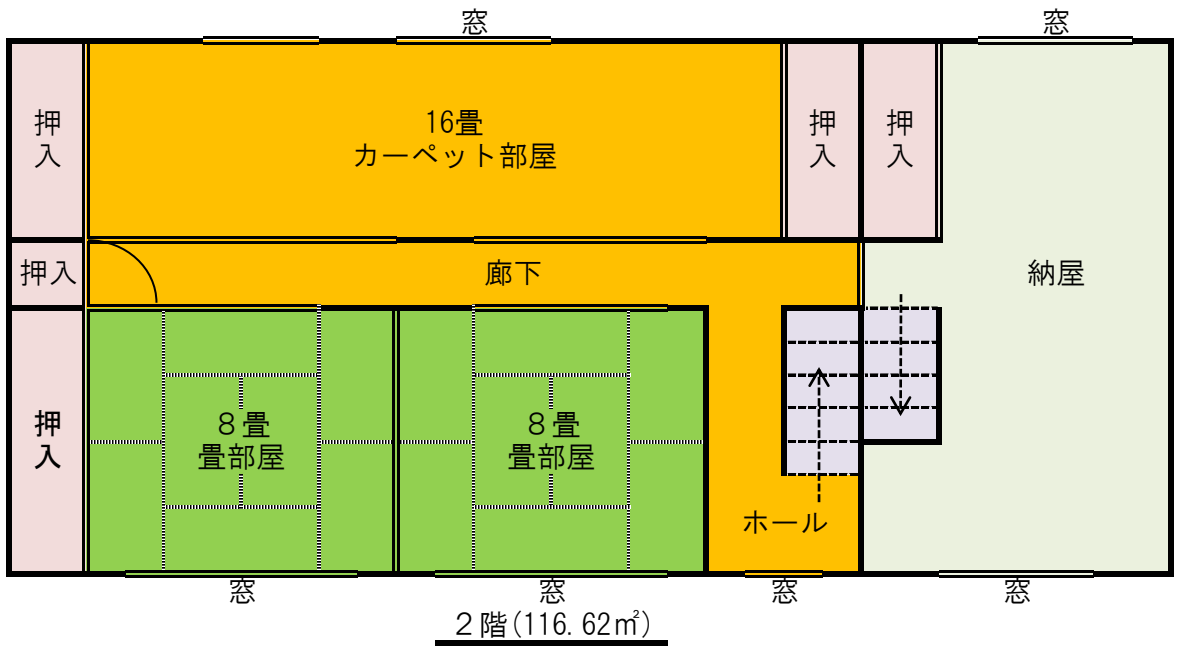 窓
窓
押
入
16畳
カーペット部屋
押
入
押
入
押入
廊下
納屋
押
入
８畳
畳部屋
８畳
畳部屋
ホール
窓
窓
窓
窓
２階(116.62㎡)